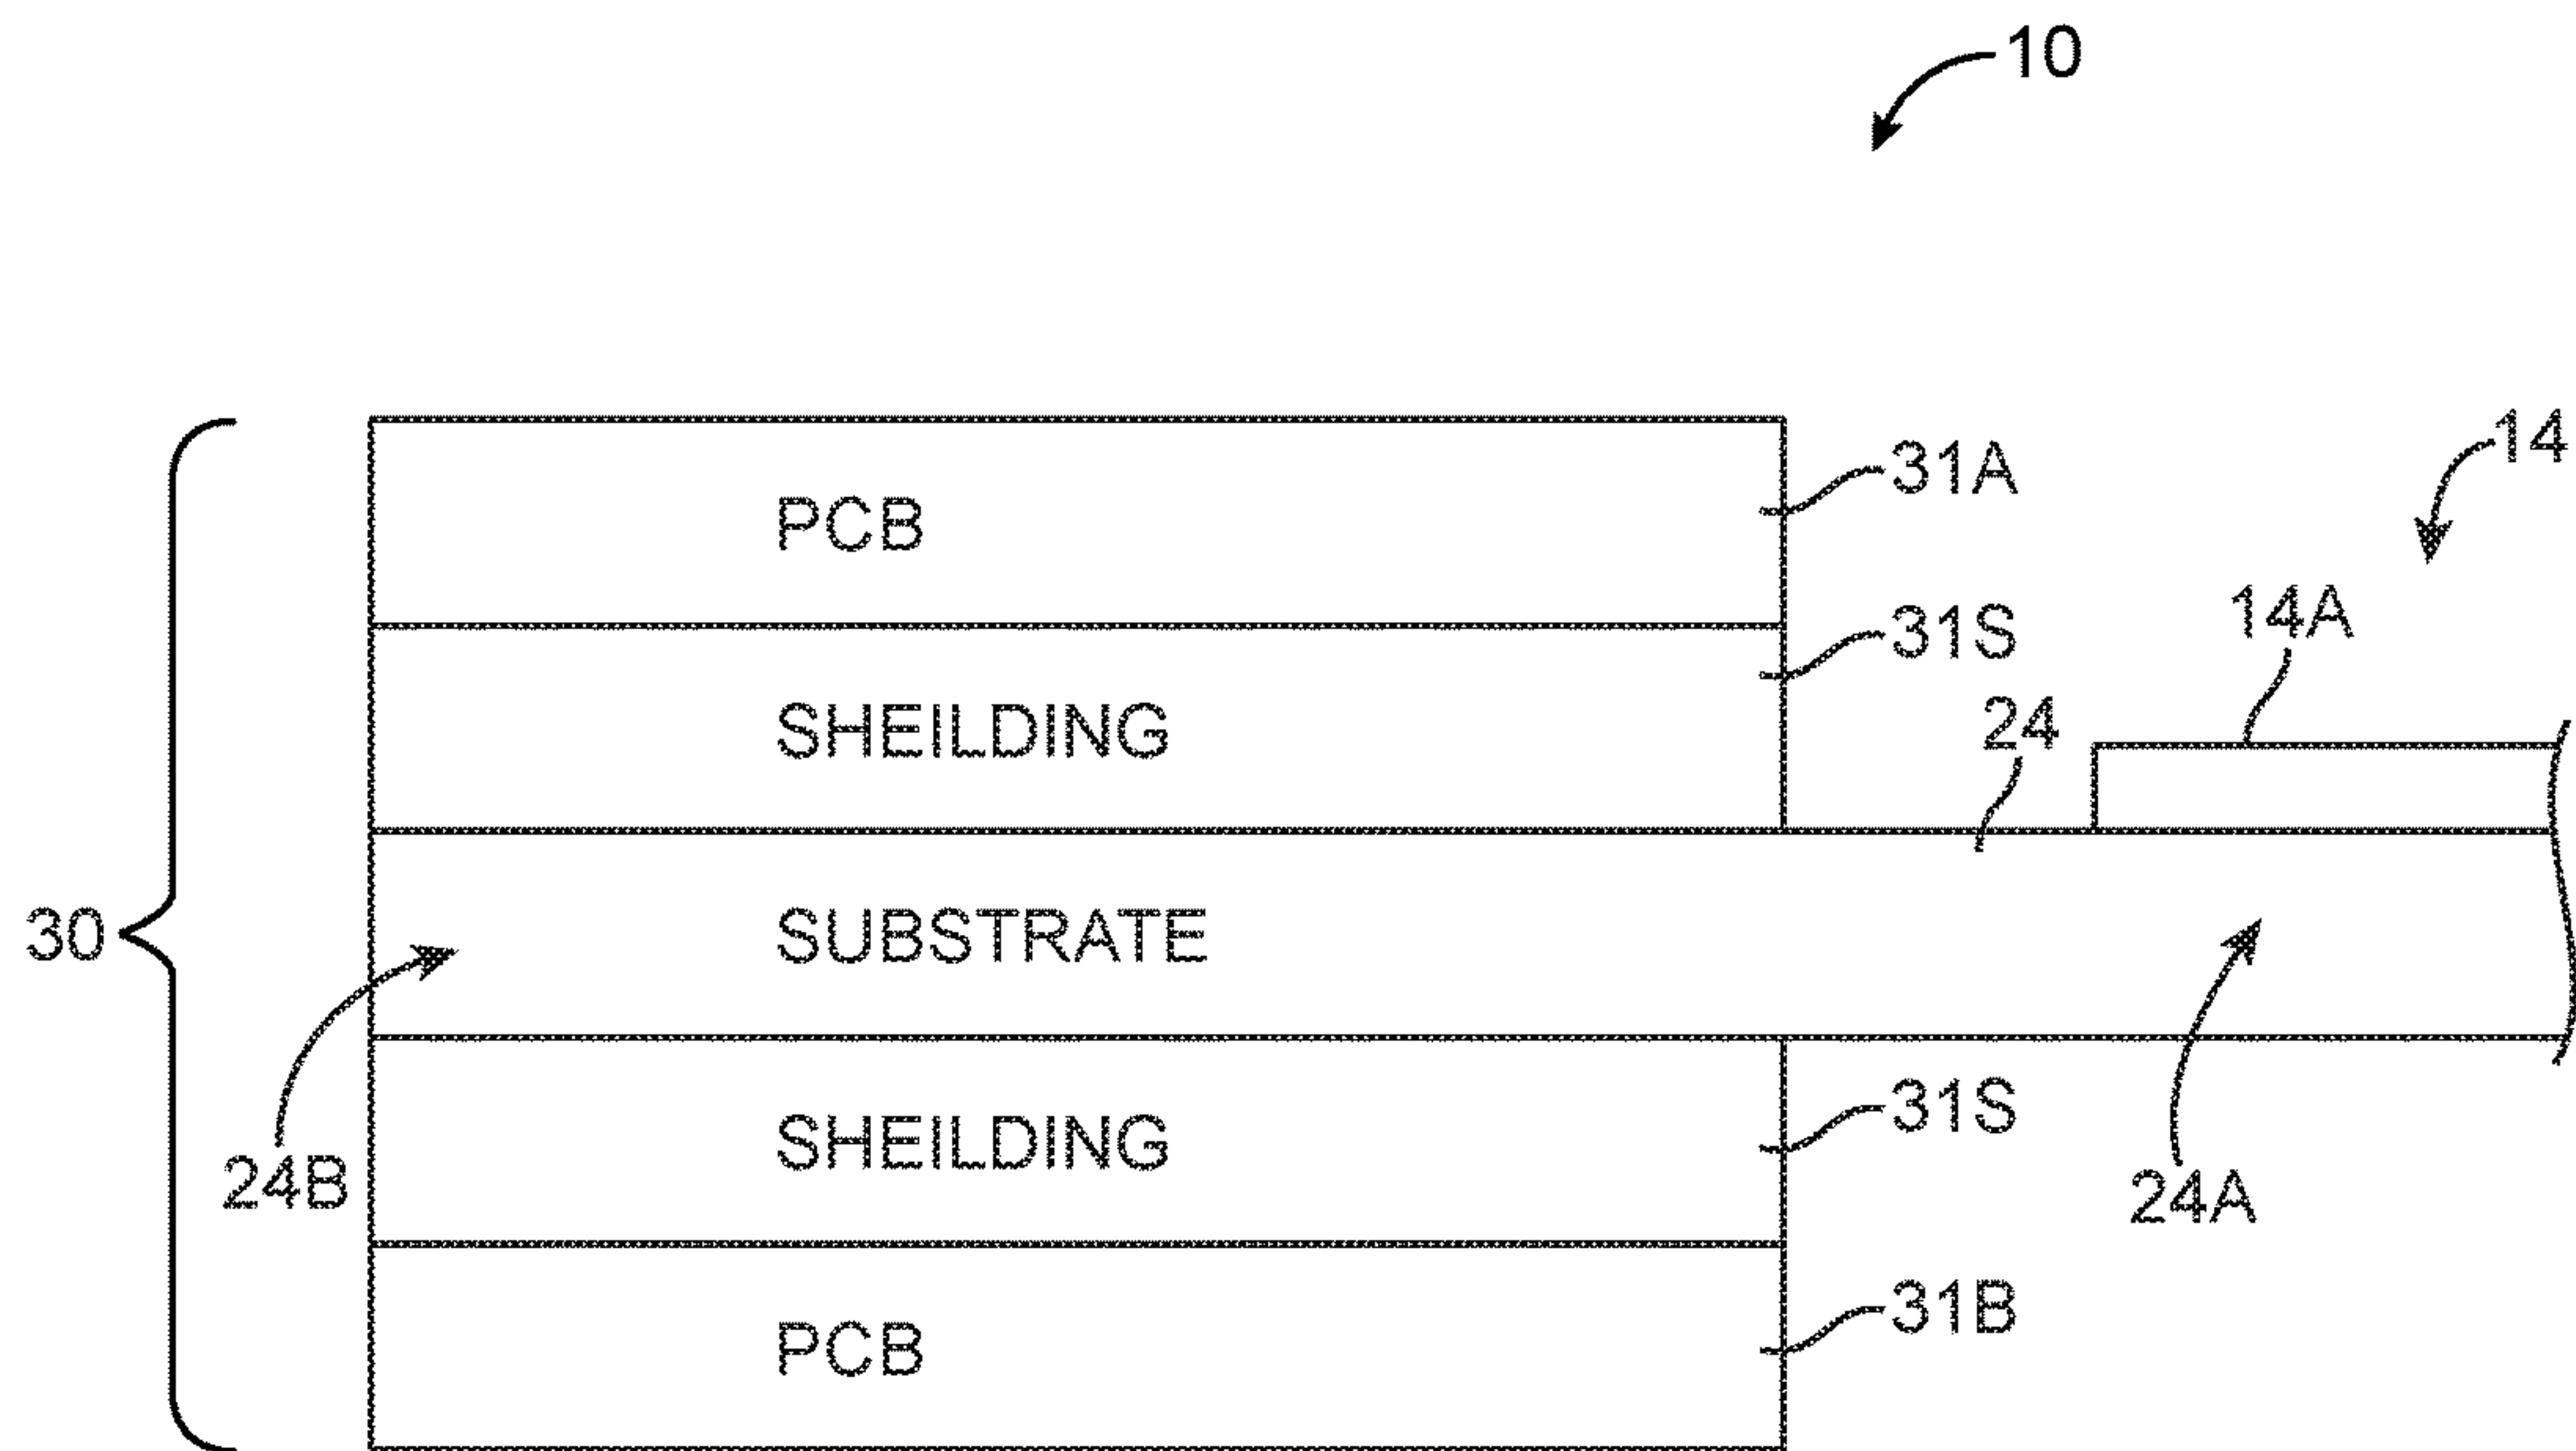 10
14
PCB
31A
14A
31S
24
SHEILDING
30
SUBSTRATE
24B
SHEILDING
31S
24A
PCB
31B